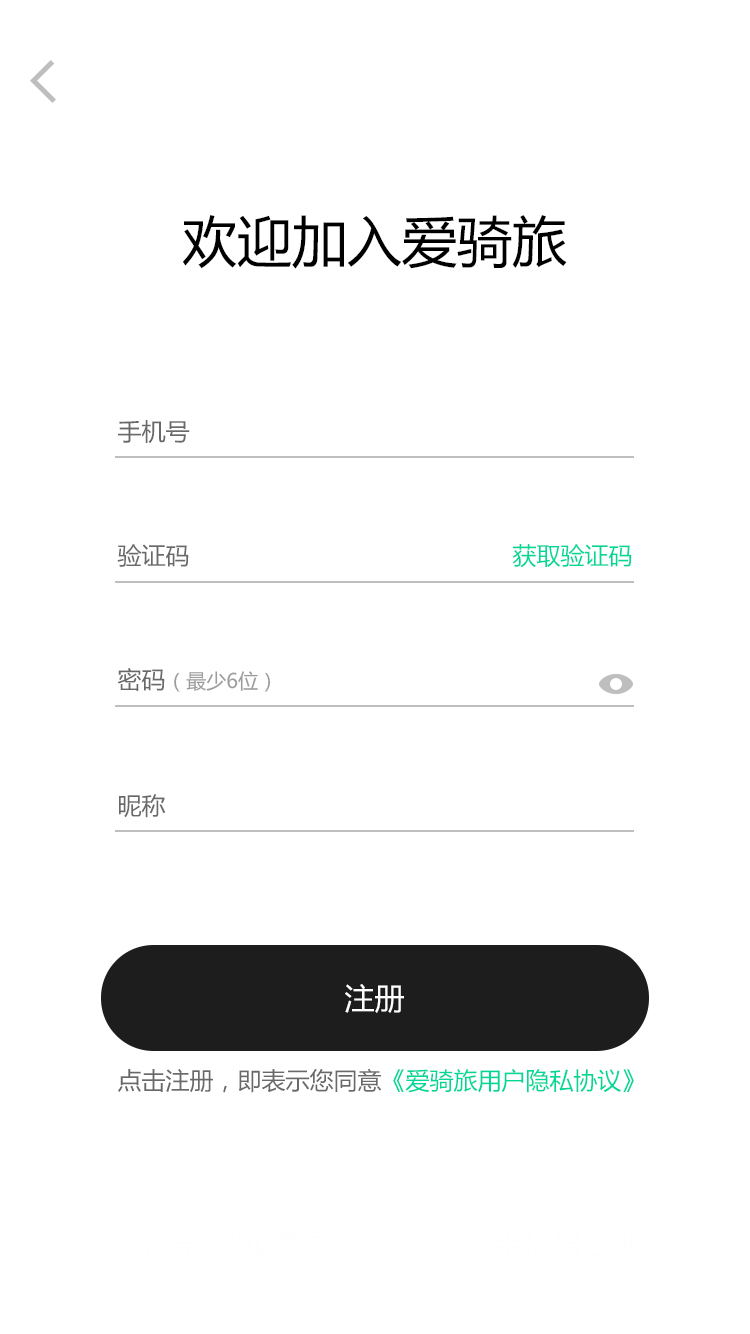 欢迎加入爱骑旅
手机号
验证码 获取验证码
密码（最少6位）
昵称
注册
点击注册，即表示您同意《爱骑旅用户隐私协议》